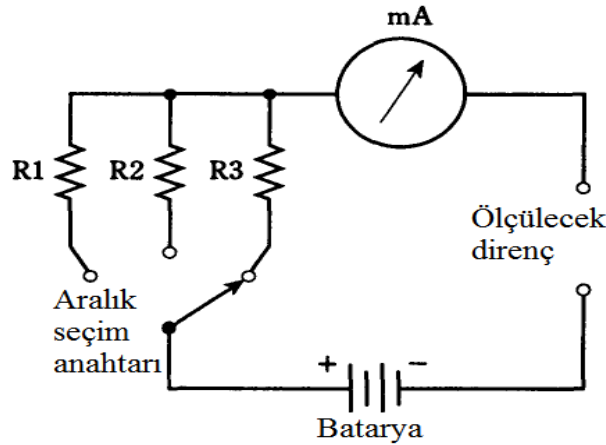 mA
R1
R2
R3
Ölçülecek
direnç
Aralık
seçim
anahtarı
+
−
Batarya